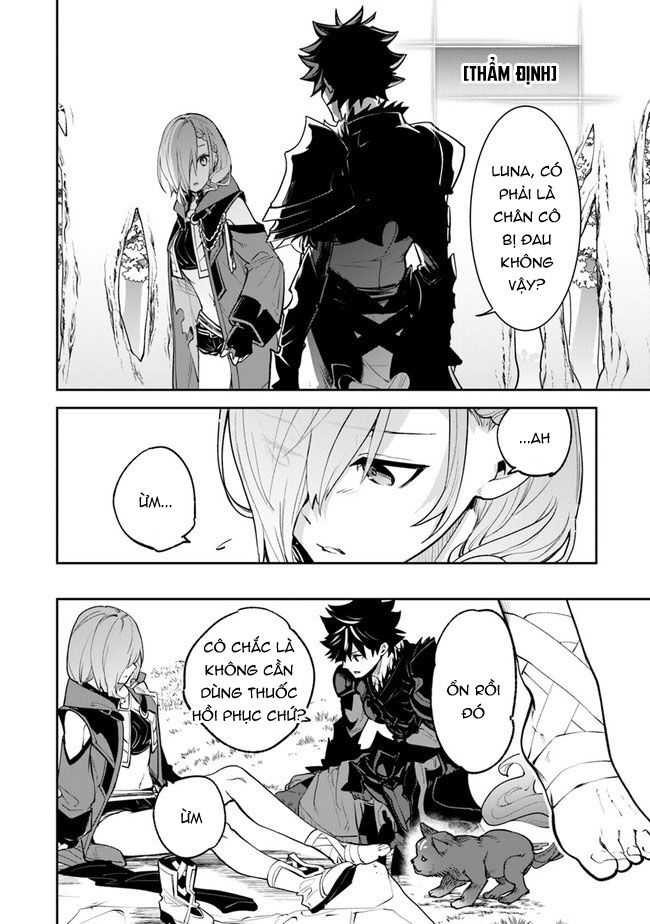 [THẨM ĐỊNH]
LUNA, CÓ
PHẢI LÀ
CHÂN CÔ
BỊ ĐAU
KHÔNG
VẬY?
...AH
ỪM...
ỔN RỒI
ĐÓ
CÔ CHẮC LÀ
KHÔNG CẦN
DÙNG THUỐC
HỒI PHỤC CHỨ?
ỪM